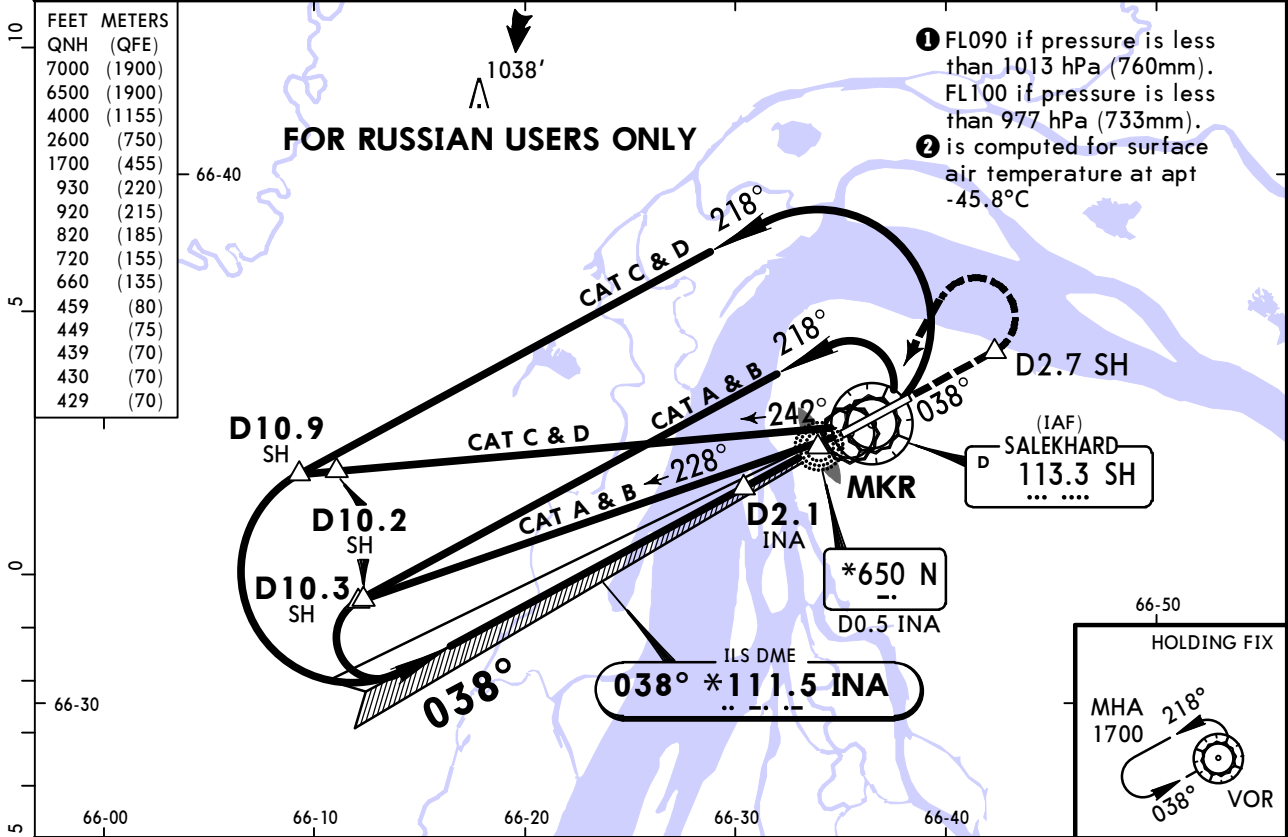 FEET METERS
QNH (QFE)
7000 (1900)
6500 (1900)
4000 (1155)
2600 (750)
1700 (455)
930 (220)
920 (215)
820 (185)
720 (155)
660 (135)
459 (80)
449 (75)
439 (70)
430 (70)
429 (70)
10
5
0
5
1038'
FOR RUSSIAN USERS ONLY
❶ FL090 if pressure is less
than 1013 hPa (760mm).
FL100 if pressure is less
than 977 hPa (733mm).
❷ is computed for surface
air temperature at apt
-45.8°C
66-40
218°
CAT C & D
218°
CAT A & B
D2.7 SH
038°
D10.9
SH
CAT C & D
242°
(IAF)
SALEKHARD
D 113.3 SH
228°
CAT A & B
MKR
D10.2
SH
D2.1
INA
D10.3
SH
*650 N
D0.5 INA
66-50
ILS DME
038° *111.5 INA
038°
66-30
HOLDING FIX
MHA
1700
218°
038°
VOR
66-00
66-10
66-20
66-30
66-40